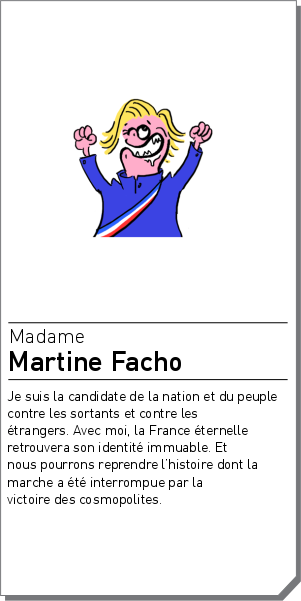 Madame
Martine Facho
Je suis la candidate de la nation et du peuple
contre les sortants et contre les
étrangers. Avec moi, la France éternelle
retrouvera son identité immuable. Et
nous pourrons reprendre l'histoire dont la
marche a été interrompue par la
victoire des cosmopolites.